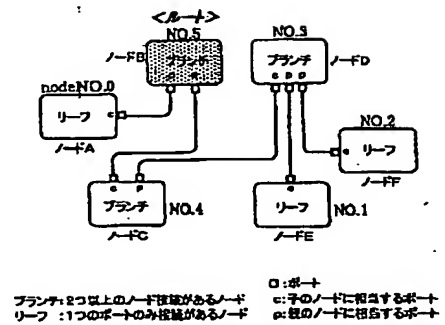 <ルート>
NO.5
NO.3
ノードB
ブランチ
ブランチ
ノードD
nodeNO.0
c
p
p
リーフ
c
NO.2
リーフ
ノードA
c
ノードF
c
p
c
ブランチ
NO.4
リーフ
NO.1
ノードC
ノードE
□:ポート
ブランチ:2つ以上のノード接続があるノード
c:子のノードに相当するポート
リーフ :1つのポートのみ接続があるノード
p:親のノードに相当するポート